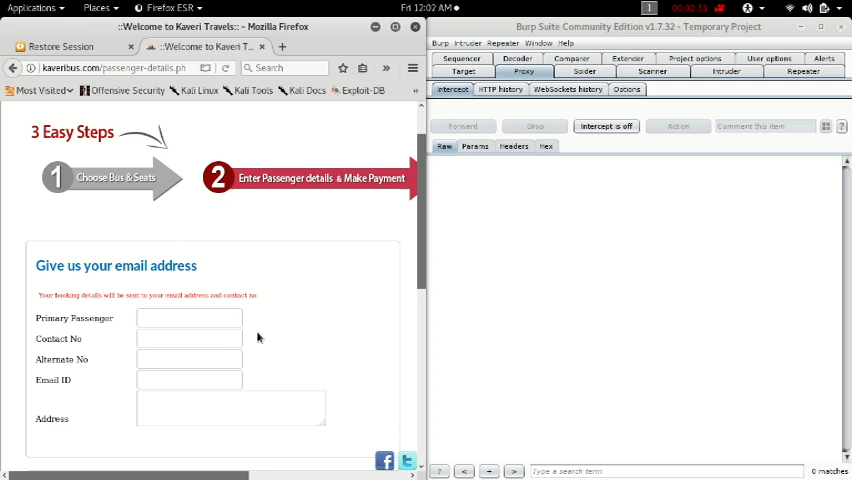 Applications Places Firefox ESR Fri 12:02 AM 1 00:02:33
::Welcome to Kaveri Travels:: - Mozilla Firefox
Restore Session ::Welcome to Kaveri T...
kaveribus.com/passenger-details.ph Search
Most Visited Offensive Security Kali Linux Kali Tools Kali Docs Exploit-DB
3 Easy Steps
1 Choose Bus & Seats 2 Enter Passenger details & Make Payment
Give us your email address
Your booking details will be sent to your email address and contact no.
Primary Passenger
Contact No
Alternate No
Email ID
Address
Burp Suite Community Edition v1.7.32 - Temporary Project
Burp Intruder Repeater Window Help
Sequencer Decoder Comparer Extender Project options User options Alerts
Target Proxy Spider Scanner Intruder Repeater
Intercept HTTP history WebSockets history Options
Forward Drop Intercept is off Action Comment this item ?
Raw Params Headers Hex
? < + > Type a search term 0 matches